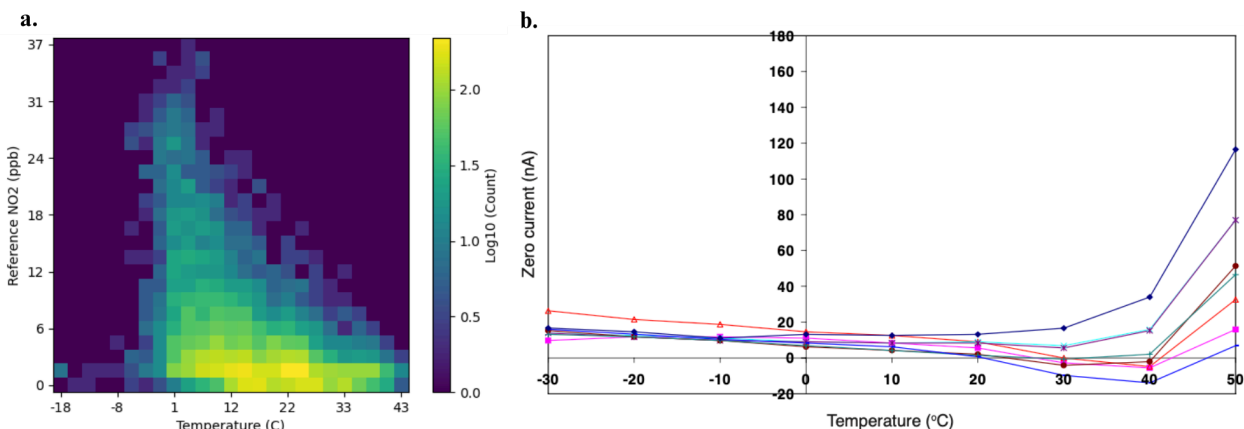 a.
37
31
24
18
12
6
0
Reference NO2 (ppb)
-18 -8 1 12 22 33 43
Temperature (C)
2.0
1.5
1.0
0.5
0.0
Log10 (Count)
b.
180
160
140
120
100
80
60
40
20
0
-20
Zero current (nA)
-30 -20 -10 0 10 20 30 40 50
Temperature (°C)